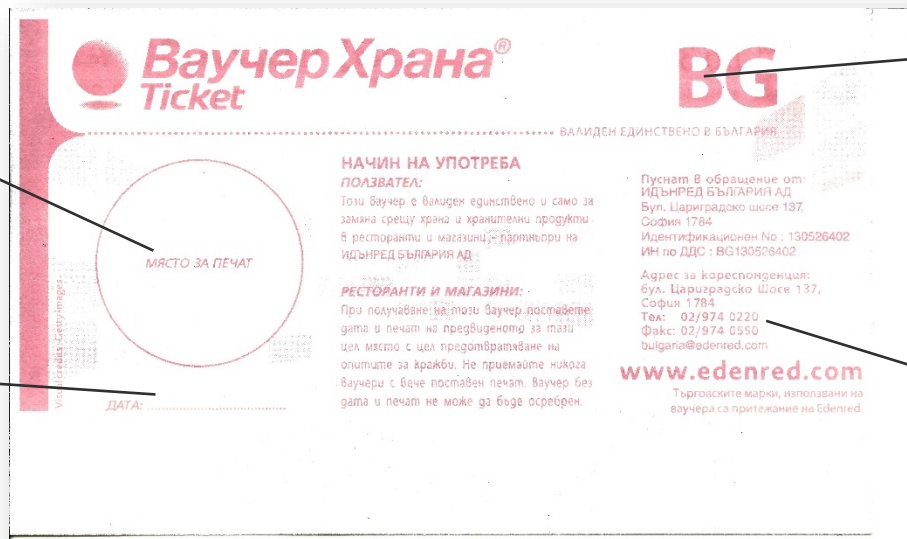 Ваучер Храна®
Ticket
BG
ВАЛИДЕН ЕДИНСТВЕНО В БЪЛГАРИЯ
МЯСТО ЗА ПЕЧАТ
ДАТА:
Visual credits: Getty Images
НАЧИН НА УПОТРЕБА
ПОЛЗВАТЕЛ:
Този ваучер е валиден единствено и само за
замяна срещу храна и хранителни продукти
в ресторанти и магазини - партньори на
ИДЪНРЕД БЪЛГАРИЯ АД
РЕСТОРАНТИ И МАГАЗИНИ:
При получаване на този ваучер поставете
дата и печат на предвиденото за тази
цел място с цел предотвратяване на
опитите за кражби. Не приемайте никога
ваучери с вече поставен печат. Ваучер без
дата и печат не може да бъде осребрен.
Пуснат в обращение от:
ИДЪНРЕД БЪЛГАРИЯ АД
Бул. Цариградско шосе 137,
София 1784
Идентификационен No : 130526402
ИН по ДДС : BG130526402
Адрес за кореспонденция:
бул. Цариградско Шосе 137,
София 1784
Тел: 02/974 0220
Факс: 02/974 0550
bulgaria@edenred.com
www.edenred.com
Търговските марки, използвани на
ваучера са притежание на Edenred.